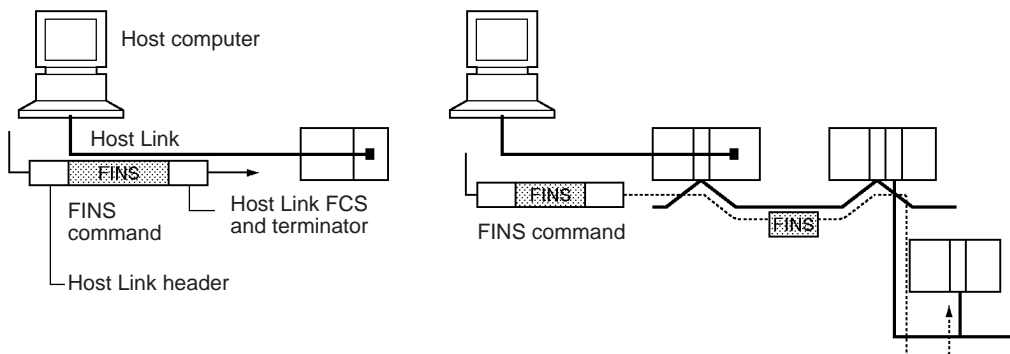 Host computer
Host Link
FINS
FINS
command
Host Link FCS
and terminator
Host Link header
FINS
FINS command
FINS